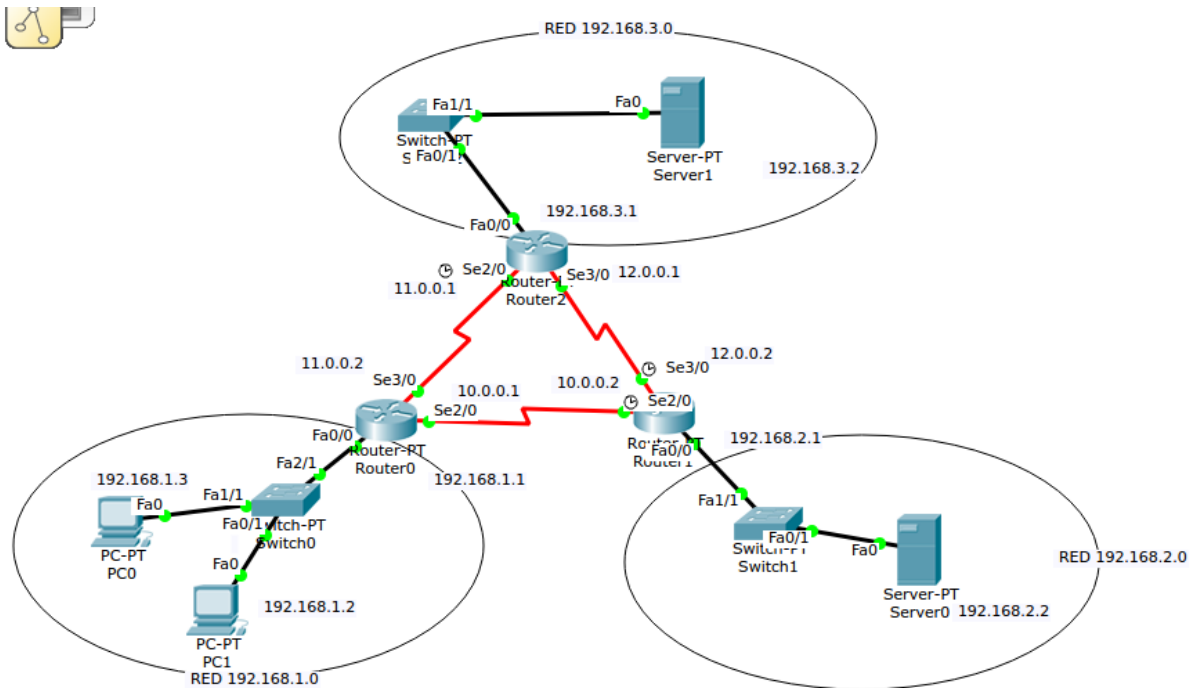 RED 192.168.3.0
Fa1/1
Fa0
Switch-PT
Fa0/1
Server-PT
Server1
192.168.3.2
192.168.3.1
Fa0/0
Se2/0
Se3/0
12.0.0.1
11.0.0.1
Router2
11.0.0.2
12.0.0.2
Se3/0
Se3/0
10.0.0.1
10.0.0.2
Se2/0
Se2/0
Fa0/0
Router-PT
Router0
Fa0/0
Router1
192.168.2.1
192.168.1.1
Fa2/1
192.168.1.3
Fa0
Fa1/1
Fa0/1
Switch0
PC-PT
PC0
Fa0
192.168.1.2
PC-PT
PC1
RED 192.168.1.0
Fa1/1
Fa0/1
Switch1
Fa0
RED 192.168.2.0
Server-PT
Server0
192.168.2.2